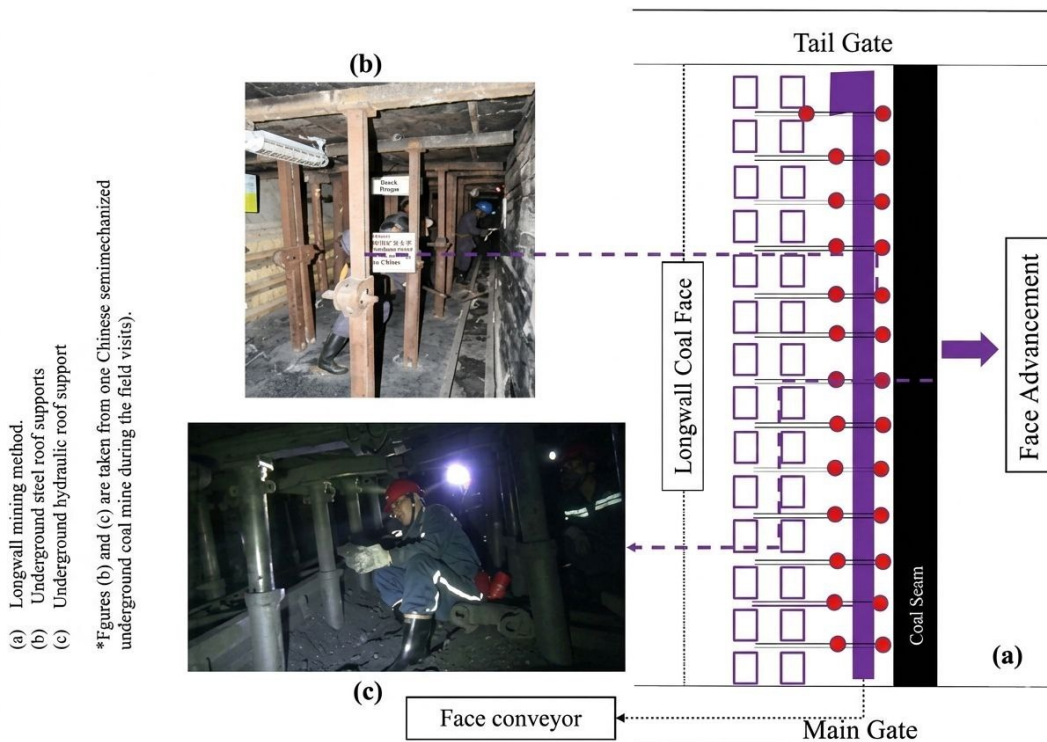 (a) Longwall mining method.
(b) Underground steel roof supports
(c) Underground hydraulic roof support
*Fgures (b) and (c) are taken from one Chinese semimechanized
underground coal mine during the field visits).
(b)
(c)
Tail Gate
Longwall Coal Face
Coal Seam
Face Advancement
(a)
Face conveyor
Main Gate